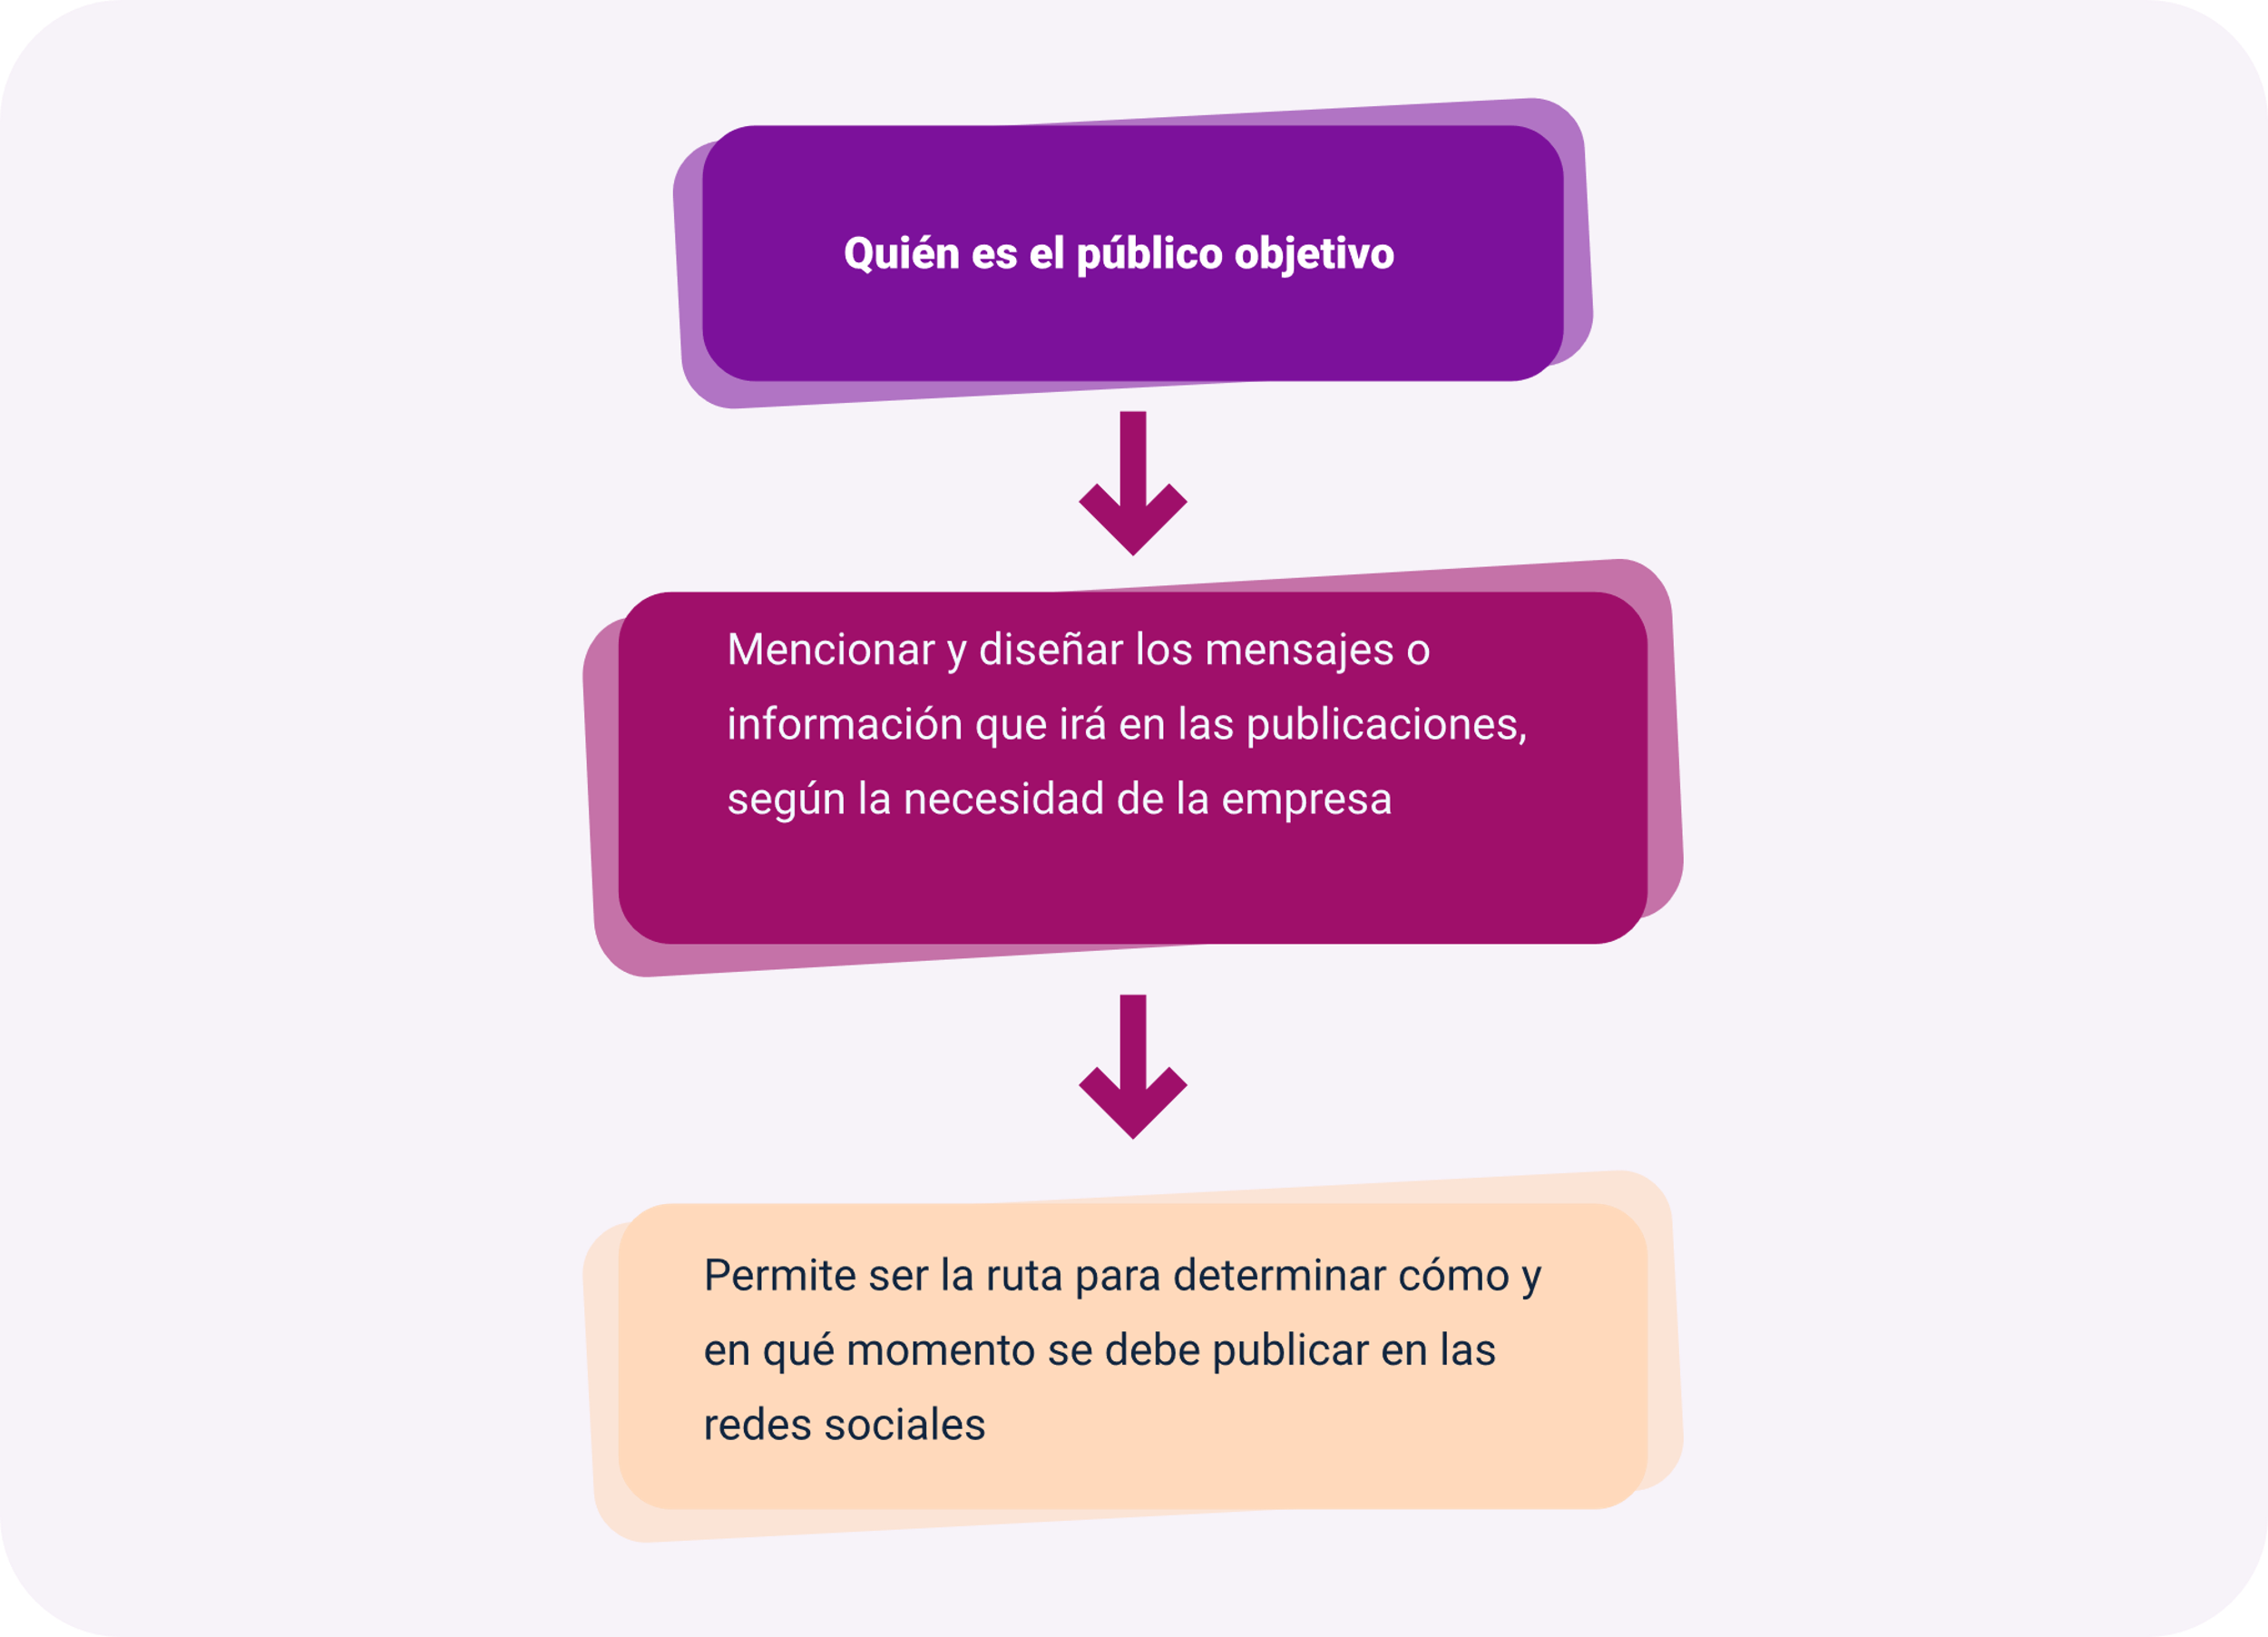 Quién es el público objetivo
Mencionar y diseñar los mensajes o
información que irá en las publicaciones,
según la necesidad de la empresa
Permite ser la ruta para determinar cómo y
en qué momento se debe publicar en las
redes sociales